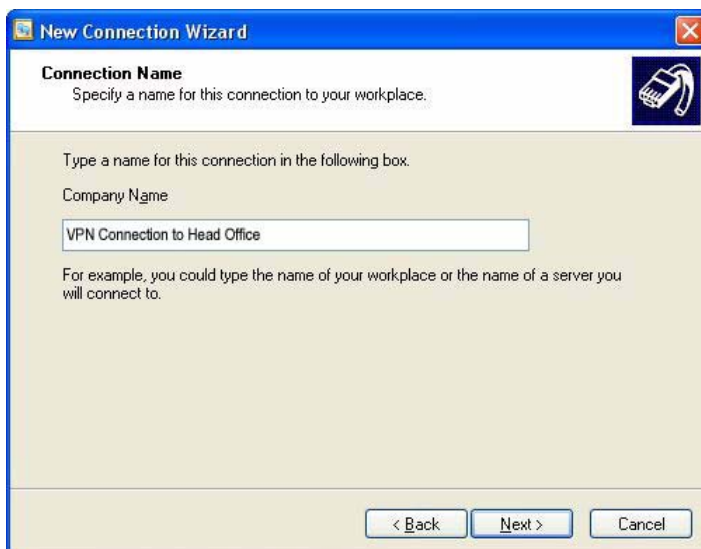 New Connection Wizard
Connection Name
Specify a name for this connection to your workplace.
Type a name for this connection in the following box.
Company Name
VPN Connection to Head Office
For example, you could type the name of your workplace or the name of a server you
will connect to.
< Back Next > Cancel